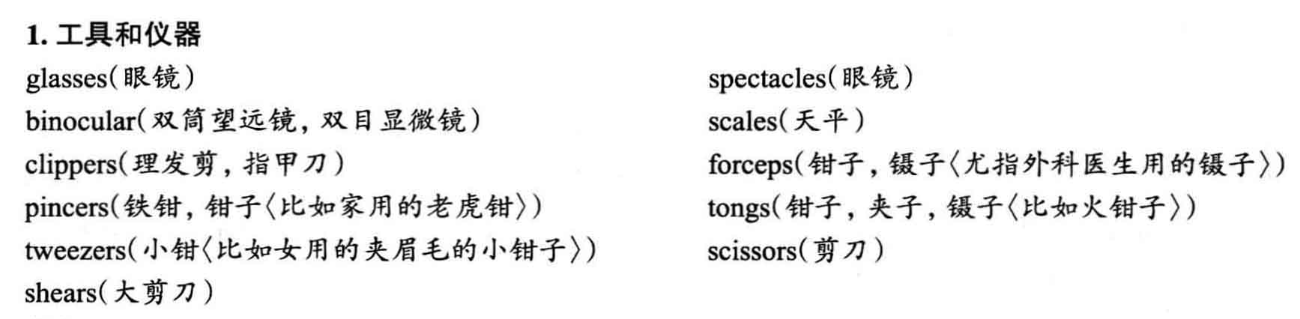 1. 工具和仪器
glasses(眼镜) spectacles(眼镜)
binocular(双筒望远镜, 双目显微镜) scales(天平)
clippers(理发剪, 指甲刀) forceps(钳子, 镊子〈尤指外科医生用的镊子〉)
pincers(铁钳, 钳子〈比如家用的老虎钳〉) tongs(钳子, 夹子, 镊子〈比如火钳子〉)
tweezers(小钳〈比如女用的夹眉毛的小钳子〉) scissors(剪刀)
shears(大剪刀)